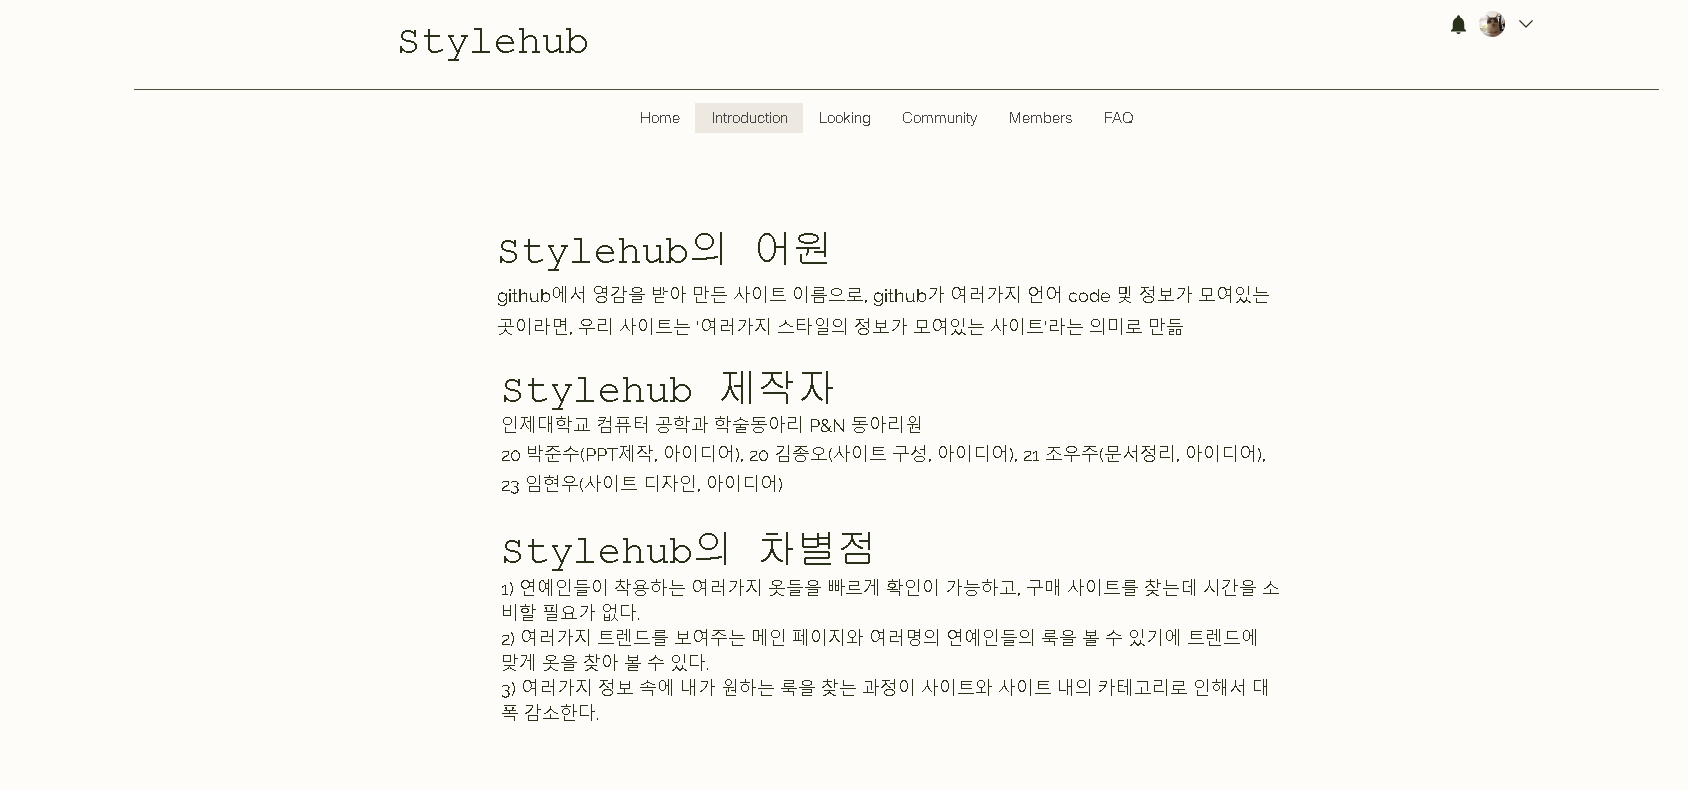 Stylehub
Home Introduction Looking Community Members FAQ
Stylehub의 어원
github에서 영감을 받아 만든 사이트 이름으로, github가 여러가지 언어 code 및 정보가 모여있는
곳이라면, 우리 사이트는 '여러가지 스타일의 정보가 모여있는 사이트'라는 의미로 만듦
Stylehub 제작자
인제대학교 컴퓨터 공학과 학술동아리 P&N 동아리원
20 박준수(PPT제작, 아이디어), 20 김종오(사이트 구성, 아이디어), 21 조우주(문서정리, 아이디어),
23 임현우(사이트 디자인, 아이디어)
Stylehub의 차별점
1) 연예인들이 착용하는 여러가지 옷들을 빠르게 확인이 가능하고, 구매 사이트를 찾는데 시간을 소
비할 필요가 없다.
2) 여러가지 트렌드를 보여주는 메인 페이지와 여러명의 연예인들의 룩을 볼 수 있기에 트렌드에
맞게 옷을 찾아 볼 수 있다.
3) 여러가지 정보 속에 내가 원하는 룩을 찾는 과정이 사이트와 사이트 내의 카테고리로 인해서 대
폭 감소한다.